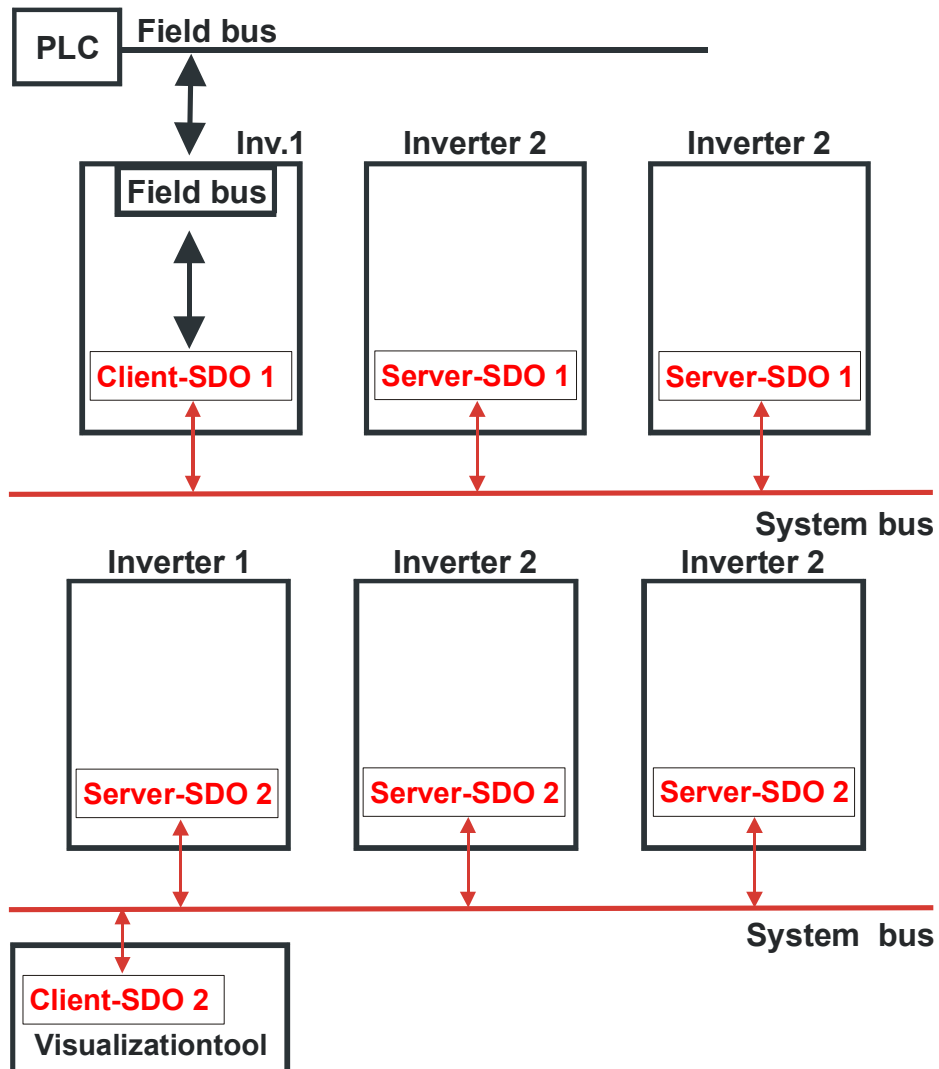 PLC
Field bus
Inv.1
Inverter 2
Inverter 2
Field bus
Client-SDO 1
Server-SDO 1
Server-SDO 1
System bus
Inverter 1
Inverter 2
Inverter 2
Server-SDO 2
Server-SDO 2
Server-SDO 2
System bus
Client-SDO 2
Visualizationtool